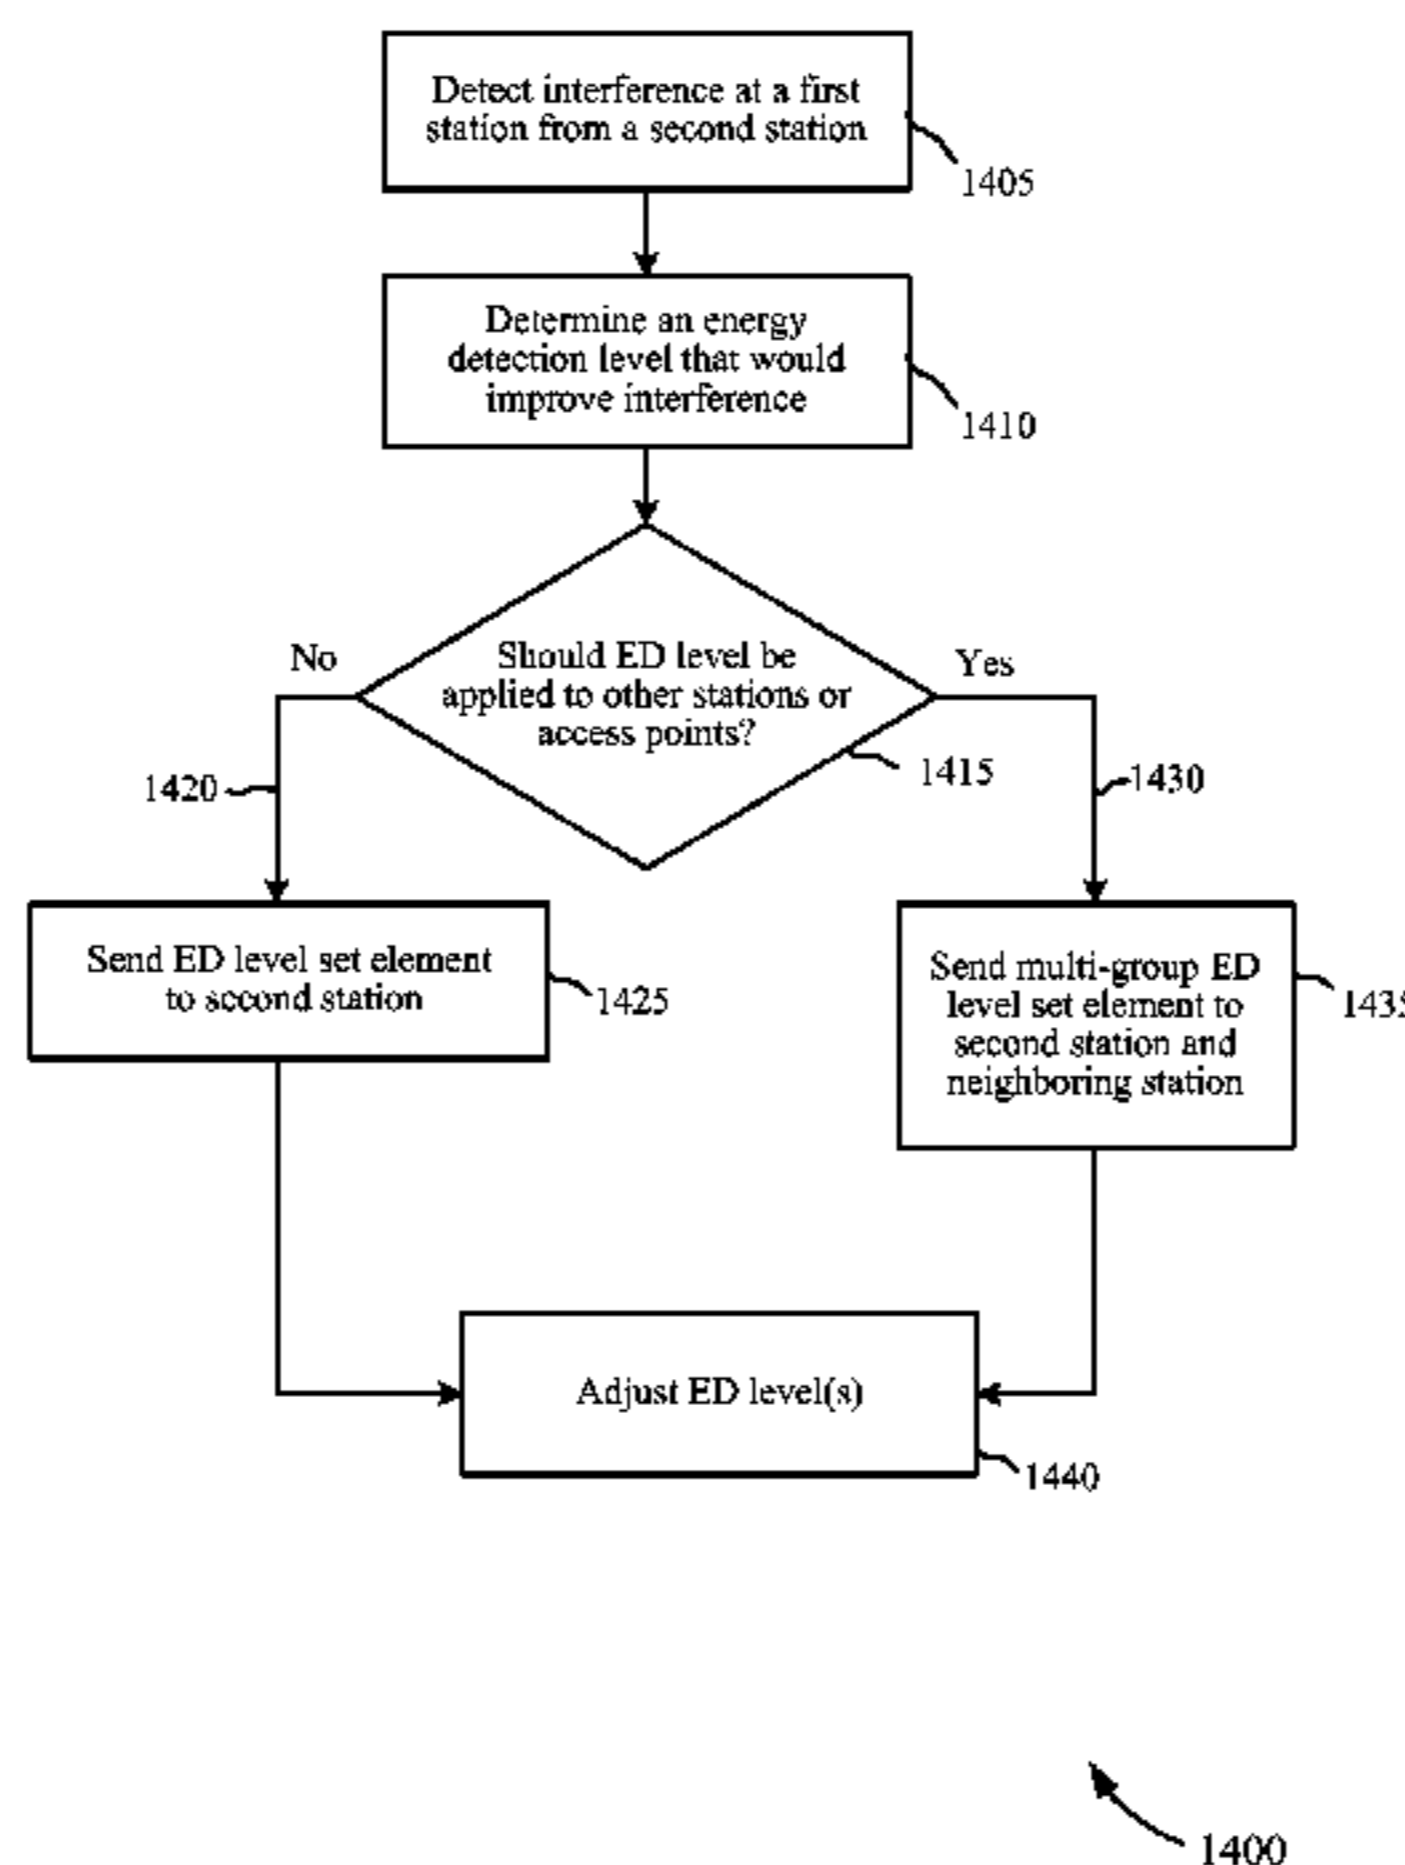 Detect interference at a first
station from a second station
1405
Determine an energy
detection level that would
improve interference
1410
No
Should ED level be
applied to other stations or
access points?
Yes
1415
1420
1430
Send ED level set element
to second station
1425
Send multi-group ED
level set element to
second station and
neighboring station
1435
Adjust ED level(s)
1440
1400